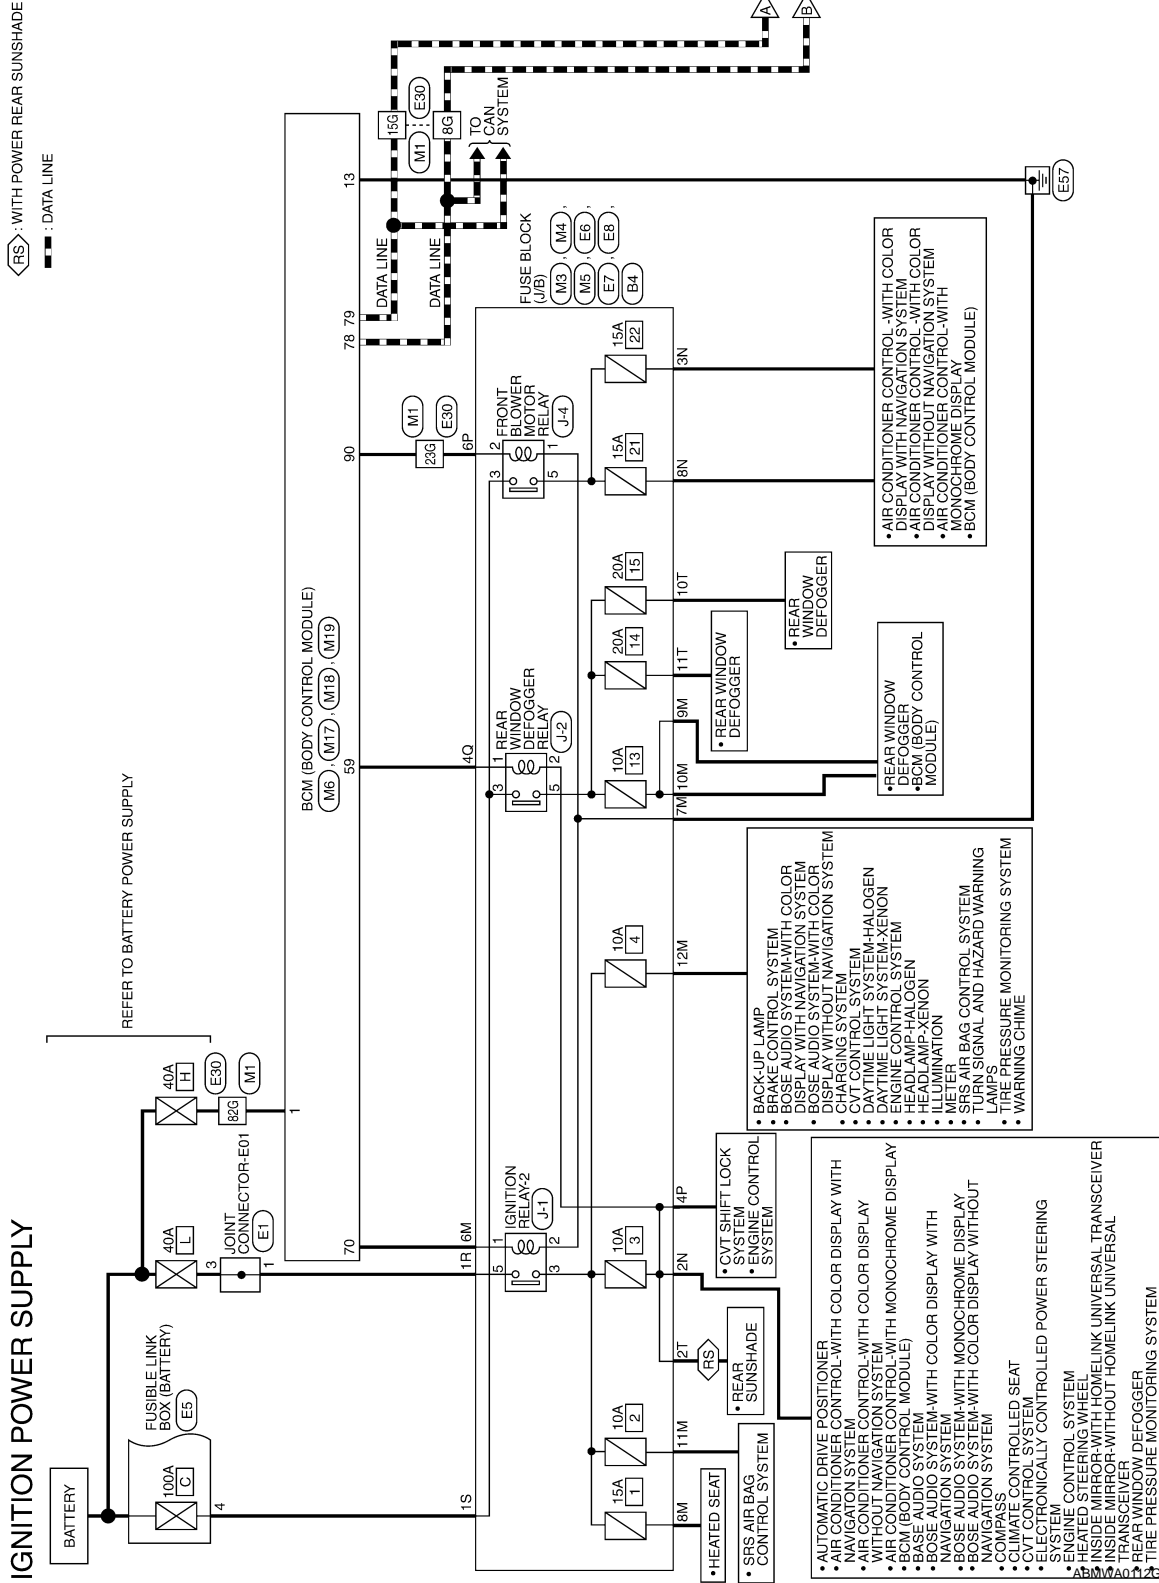 IGNITION POWER SUPPLY
RS : WITH POWER REAR SUNSHADE
: DATA LINE
REFER TO BATTERY POWER SUPPLY
BATTERY
100A
C
4
FUSIBLE LINK
BOX (BATTERY)
E5
40A
L
3
JOINT
CONNECTOR-E01
E1
1
40A
H
E30
82G
M1
1
BCM (BODY CONTROL MODULE)
M6 , M17 , M18 , M19
70
59
90
78
79
13
DATA LINE
DATA LINE
15G
8G
M1
E30
TO
CAN
SYSTEM
A
B
M1
23G
E30
1S
1R
6M
4Q
6P
FUSE BLOCK
(J/B)
M3 , M4 ,
M5 , E6 ,
E7 , E8 ,
B4
IGNITION
RELAY-2
J-1
5
1
3
2
REAR
WINDOW
DEFOGGER
RELAY
J-2
3
1
5
2
FRONT
BLOWER
MOTOR
RELAY
J-4
3
2
5
1
15A
1
10A
2
10A
3
10A
4
10A
13
20A
14
20A
15
15A
21
15A
22
8M
11M
2T
2N
4P
12M
7M
10M
9M
11T
10T
8N
3N
RS
E57
• HEATED SEAT
• SRS AIR BAG
CONTROL SYSTEM
• REAR
SUNSHADE
• CVT SHIFT LOCK
SYSTEM
• ENGINE CONTROL
SYSTEM
• AUTOMATIC DRIVE POSITIONER
• AIR CONDITIONER CONTROL-WITH COLOR DISPLAY WITH
NAVIGATON SYSTEM
• AIR CONDITIONER CONTROL-WITH COLOR DISPLAY
WITHOUT NAVIGATION SYSTEM
• AIR CONDITIONER CONTROL-WITH MONOCHROME DISPLAY
• BCM (BODY CONTROL MODULE)
• BASE AUDIO SYSTEM
• BOSE AUDIO SYSTEM-WITH COLOR DISPLAY WITH
NAVIGATION SYSTEM
• BOSE AUDIO SYSTEM-WITH MONOCHROME DISPLAY
• BOSE AUDIO SYSTEM-WITH COLOR DISPLAY WITHOUT
NAVIGATION SYSTEM
• COMPASS
• CLIMATE CONTROLLED SEAT
• CVT CONTROL SYSTEM
• ELECTRONICALLY CONTROLLED POWER STEERING
SYSTEM
• ENGINE CONTROL SYSTEM
• HEATED STEERING WHEEL
• INSIDE MIRROR-WITH HOMELINK UNIVERSAL TRANSCEIVER
• INSIDE MIRROR-WITHOUT HOMELINK UNIVERSAL
TRANSCEIVER
• REAR WINDOW DEFOGGER
• TIRE PRESSURE MONITORING SYSTEM
• BACK-UP LAMP
• BRAKE CONTROL SYSTEM
• BOSE AUDIO SYSTEM-WITH COLOR
DISPLAY WITH NAVIGATION SYSTEM
• BOSE AUDIO SYSTEM-WITH COLOR
DISPLAY WITHOUT NAVIGATION SYSTEM
• CHARGING SYSTEM
• CVT CONTROL SYSTEM
• DAYTIME LIGHT SYSTEM-HALOGEN
• DAYTIME LIGHT SYSTEM-XENON
• ENGINE CONTROL SYSTEM
• HEADLAMP-HALOGEN
• HEADLAMP-XENON
• ILLUMINATION
• METER
• SRS AIR BAG CONTROL SYSTEM
• TURN SIGNAL AND HAZARD WARNING
LAMPS
• TIRE PRESSURE MONITORING SYSTEM
• WARNING CHIME
• REAR WINDOW
DEFOGGER
• BCM (BODY CONTROL
MODULE)
• REAR WINDOW
DEFOGGER
• REAR
WINDOW
DEFOGGER
• AIR CONDITIONER CONTROL -WITH COLOR
DISPLAY WITH NAVIGATION SYSTEM
• AIR CONDITIONER CONTROL -WITH COLOR
DISPLAY WITHOUT NAVIGATION SYSTEM
• AIR CONDITIONER CONTROL-WITH
MONOCHROME DISPLAY
• BCM (BODY CONTROL MODULE)
ABMWA0112G